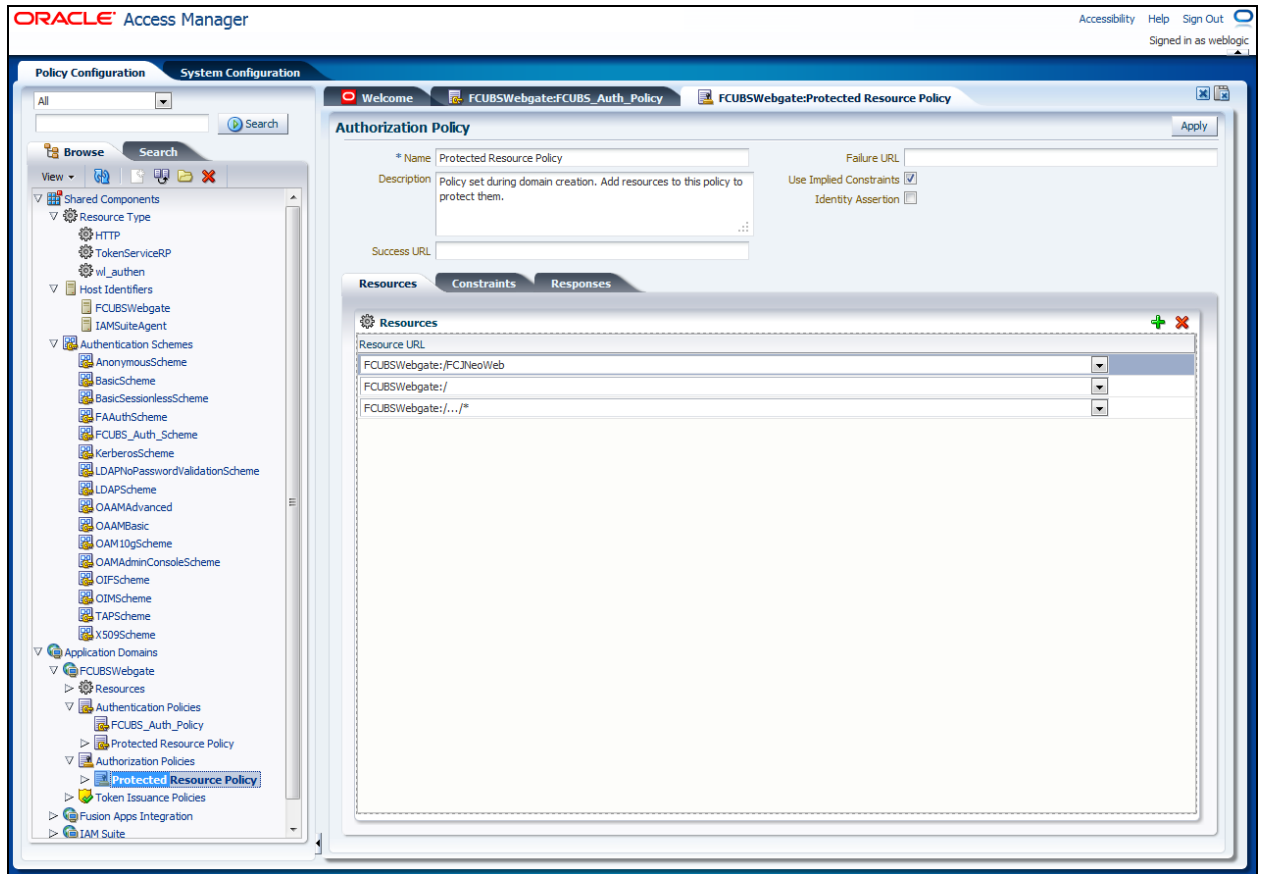 ORACLE Access Manager
Accessibility Help Sign Out
Signed in as weblogic
Policy Configuration System Configuration
All
Search
Browse Search
View
Shared Components
Resource Type
HTTP
TokenServiceRP
wl_authen
Host Identifiers
FCUBSWebgate
IAMSuiteAgent
Authentication Schemes
AnonymousScheme
BasicScheme
BasicSessionlessScheme
FAAuthScheme
FCUBS_Auth_Scheme
KerberosScheme
LDAPNoPasswordValidationScheme
LDAPScheme
OAAMAdvanced
OAAMBasic
OAM10gScheme
OAMAdminConsoleScheme
OIFScheme
OIMScheme
TAPScheme
X509Scheme
Application Domains
FCUBSWebgate
Resources
Authentication Policies
FCUBS_Auth_Policy
Protected Resource Policy
Authorization Policies
Protected Resource Policy
Token Issuance Policies
Fusion Apps Integration
IAM Suite
Welcome FCUBSWebgate:FCUBS_Auth_Policy FCUBSWebgate:Protected Resource Policy
Authorization Policy Apply
* Name Protected Resource Policy
Description Policy set during domain creation. Add resources to this policy to
protect them.
Success URL
Failure URL
Use Implied Constraints
Identity Assertion
Resources Constraints Responses
Resources
Resource URL
FCUBSWebgate:/FCJNeoWeb
FCUBSWebgate:/
FCUBSWebgate:/.../*